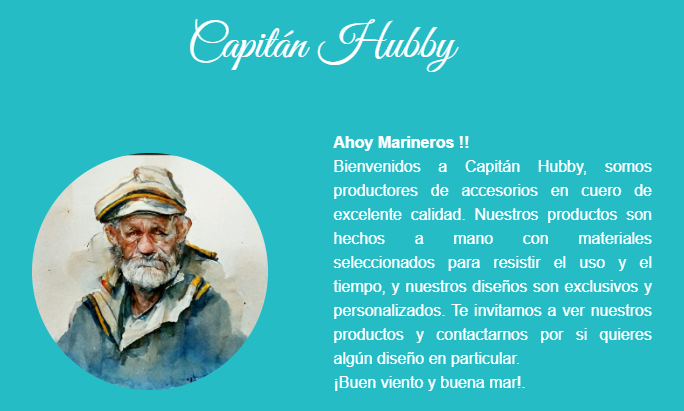 Capitán Hubby
Ahoy Marineros !!
Bienvenidos a Capitán Hubby, somos
productores de accesorios en cuero de
excelente calidad. Nuestros productos son
hechos a mano con materiales
seleccionados para resistir el uso y el
tiempo, y nuestros diseños son exclusivos y
personalizados. Te invitamos a ver nuestros
productos y contactarnos por si quieres
algún diseño en particular.
¡Buen viento y buena mar!.